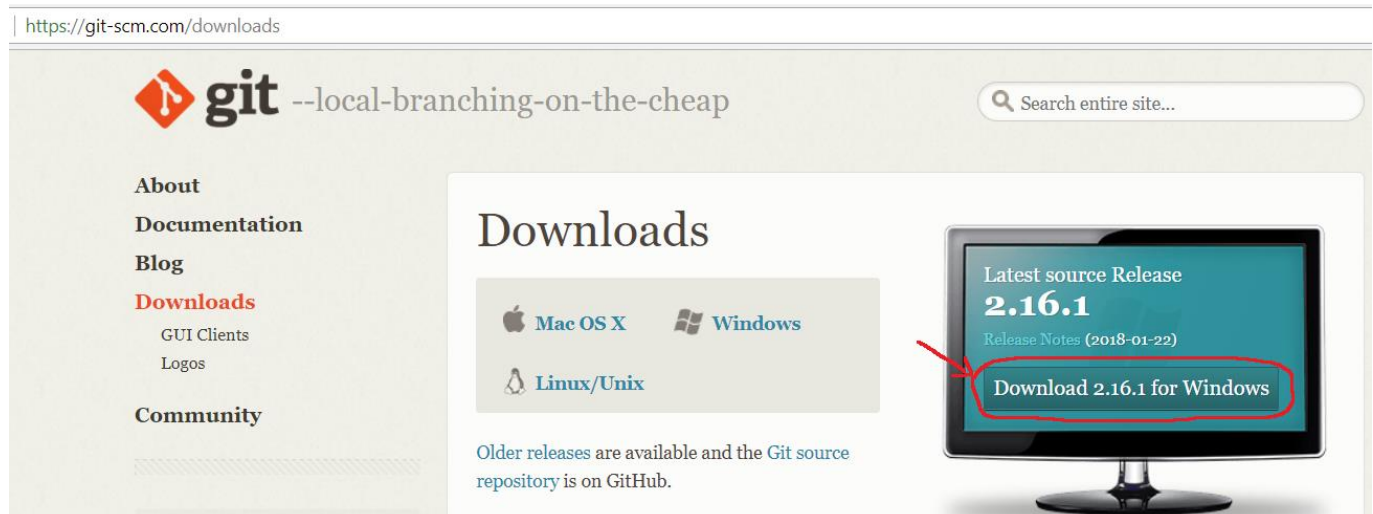 https://git-scm.com/downloads
git --local-branching-on-the-cheap
Search entire site...
About
Documentation
Blog
Downloads
GUI Clients
Logos
Community
Downloads
Mac OS X
Windows
Linux/Unix
Older releases are available and the Git source
repository is on GitHub.
Latest source Release
2.16.1
Release Notes (2018-01-22)
Download 2.16.1 for Windows